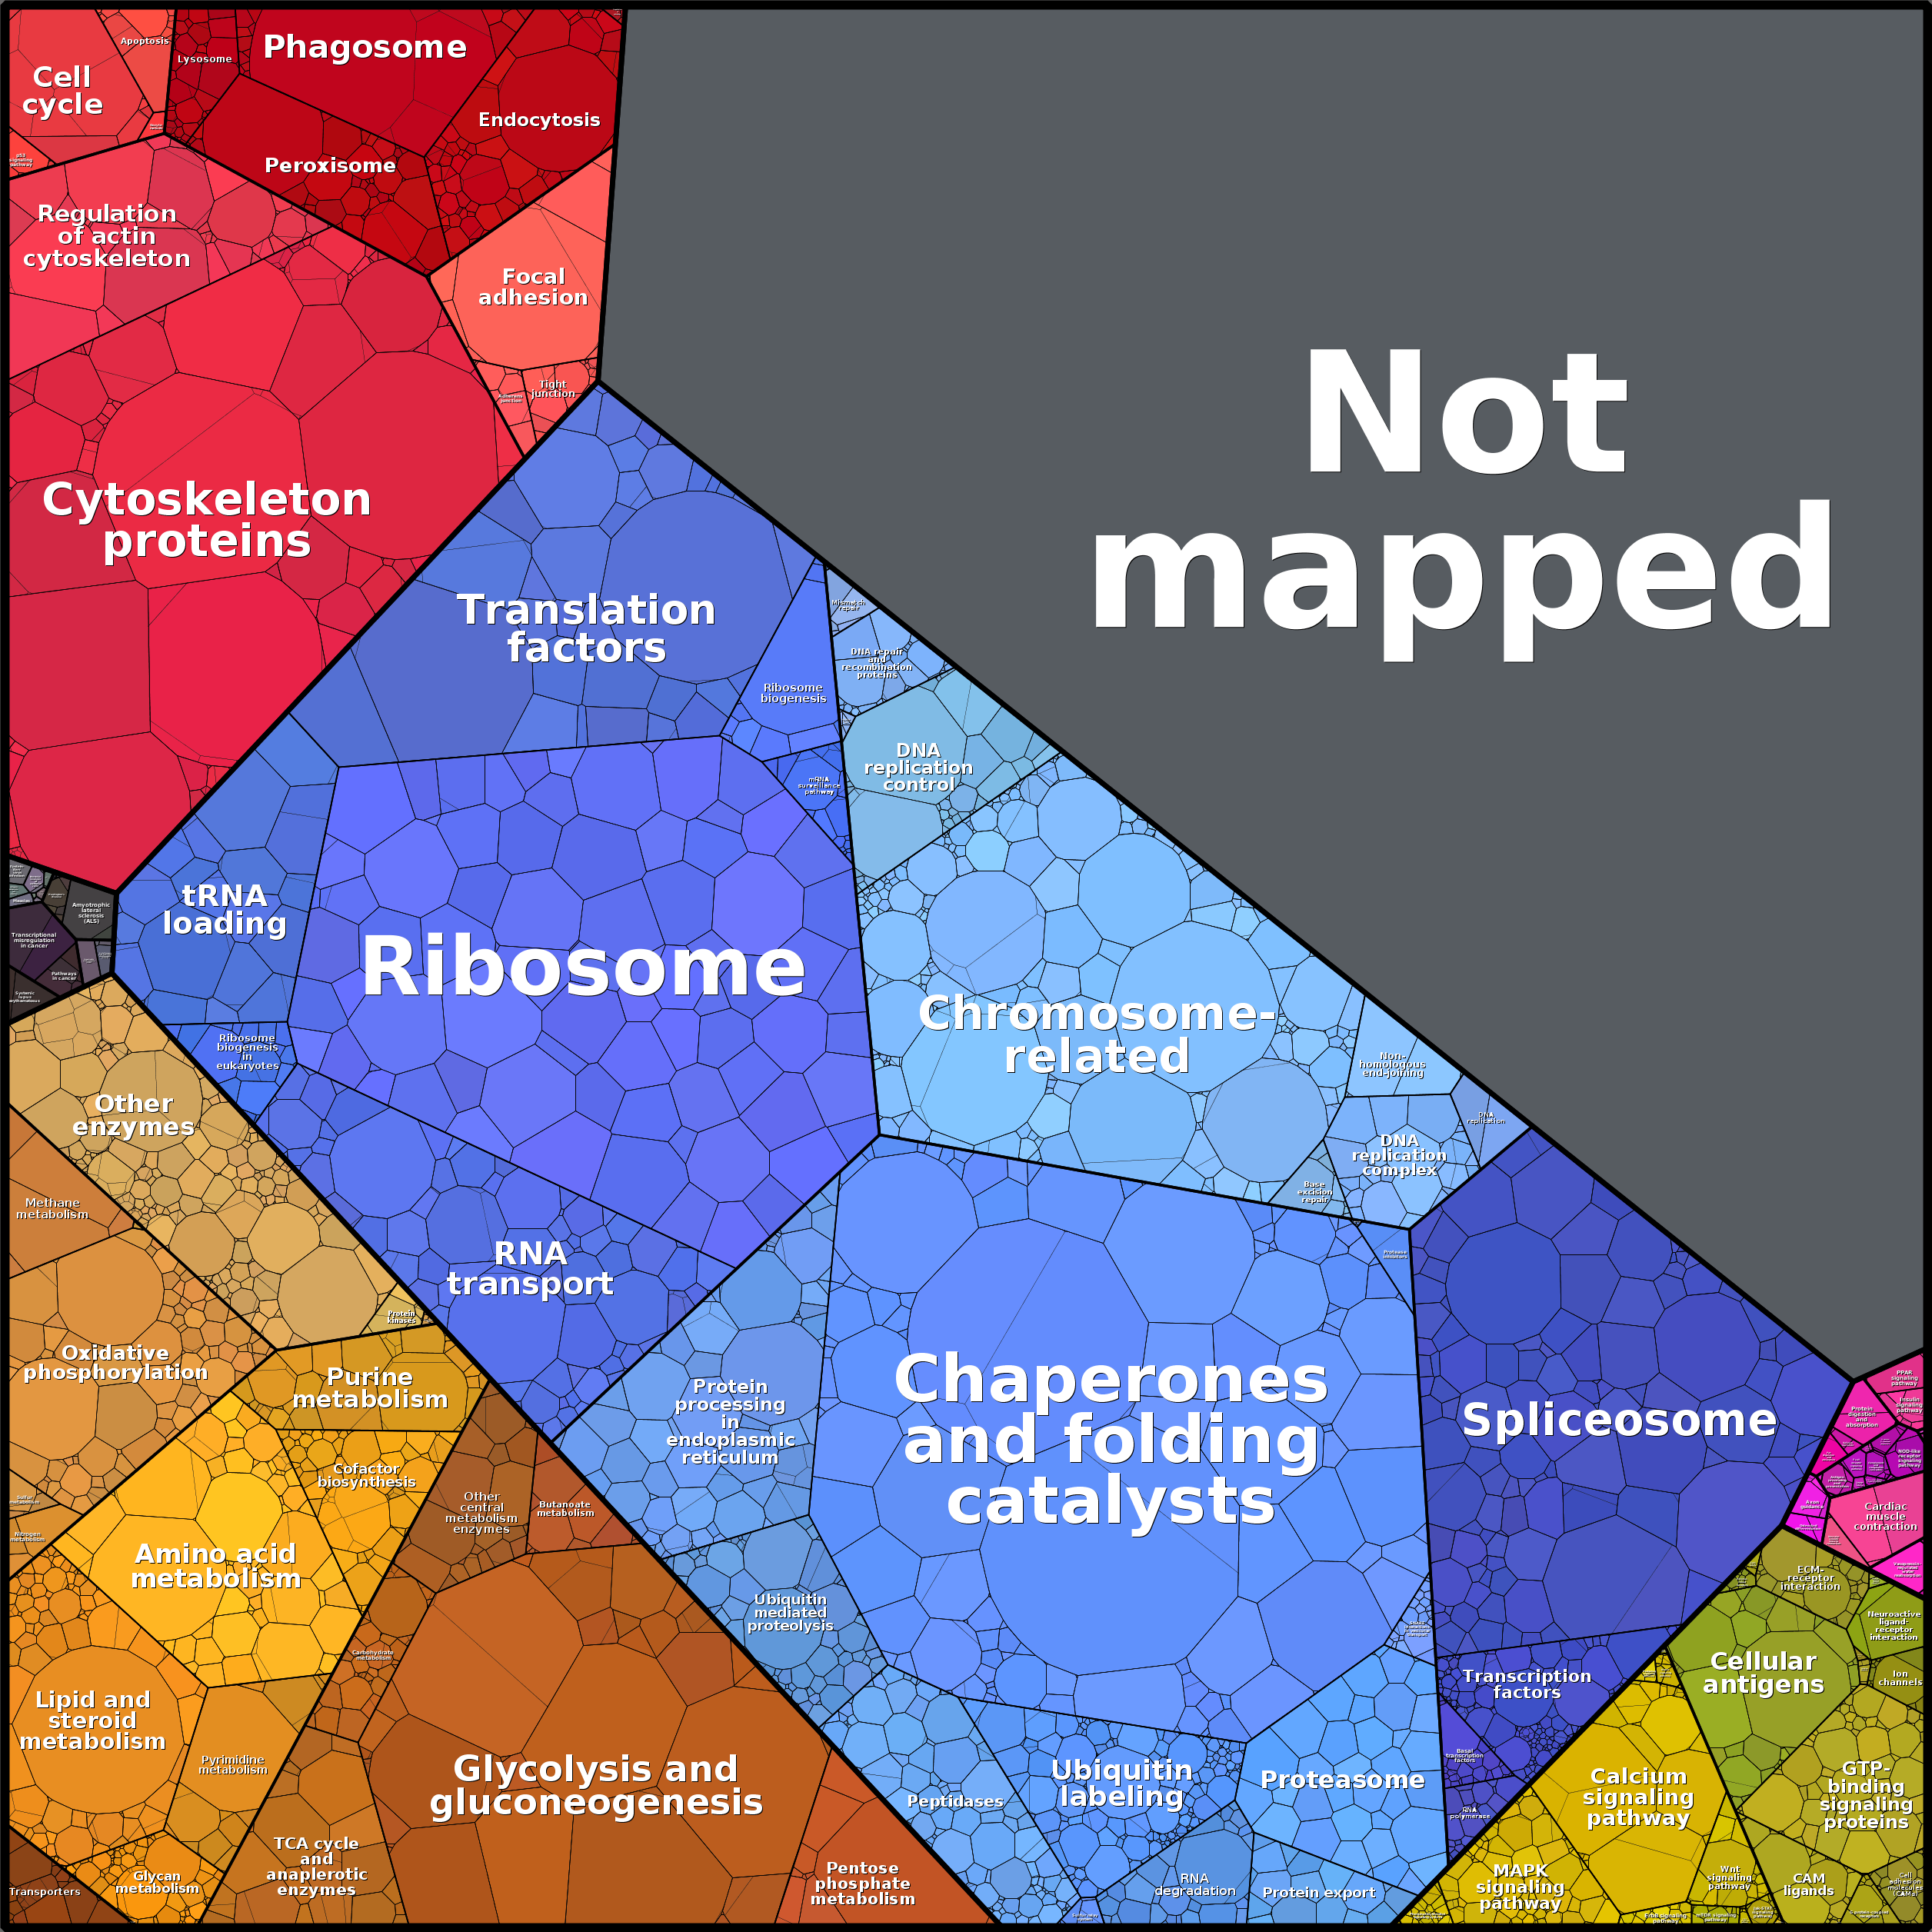 Apoptosis
Cell
cycle
Lysosome
Phagosome
Endocytosis
Peroxisome
p53
signaling
pathway
Regulation
of actin
cytoskeleton
Focal
adhesion
Tight
junction
Adherens
junction
Cytoskeleton
proteins
Not
mapped
Translation
factors
Ribosome
biogenesis
Mismatch
repair
DNA repair
and
recombination
proteins
DNA
replication
control
mRNA
surveillance
pathway
tRNA
loading
Ribosome
Amyotrophic
lateral
sclerosis
(ALS)
Transcriptional
misregulation
in cancer
Pathways
in cancer
Systemic
lupus
erythematosus
Ribosome
biogenesis
in
eukaryotes
Chromosome-
related
Non-
homologous
end-joining
DNA
replication
DNA
replication
complex
Base
excision
repair
Other
enzymes
Methane
metabolism
RNA
transport
Protein
kinases
Oxidative
phosphorylation
Purine
metabolism
Protein
processing
in
endoplasmic
reticulum
Chaperones
and folding
catalysts
Protease
inhibitors
Spliceosome
PPAR
signaling
pathway
Insulin
signaling
pathway
Protein
digestion
and
absorption
NOD-like
receptor
signaling
pathway
Axon
guidance
Cardiac
muscle
contraction
Sulfur
metabolism
Nitrogen
metabolism
Cofactor
biosynthesis
Other
central
metabolism
enzymes
Butanoate
metabolism
Amino acid
metabolism
Ubiquitin
mediated
proteolysis
ECM-
receptor
interaction
Neuroactive
ligand-
receptor
interaction
Carbohydrate
metabolism
Transcription
factors
Cellular
antigens
Ion
channels
Lipid and
steroid
metabolism
Pyrimidine
metabolism
Glycolysis and
gluconeogenesis
Peptidases
Ubiquitin
labeling
Proteasome
Basal
transcription
factors
RNA
polymerase
Calcium
signaling
pathway
GTP-
binding
signaling
proteins
TCA cycle
and
anaplerotic
enzymes
Pentose
phosphate
metabolism
RNA
degradation
Protein export
MAPK
signaling
pathway
Wnt
signaling
pathway
CAM
ligands
Cell
adhesion
molecules
(CAMs)
Transporters
Glycan
metabolism